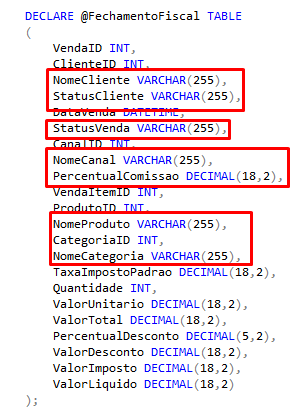 DECLARE @FechamentoFiscal TABLE
(
VendaID INT,
ClienteID INT,
NomeCliente VARCHAR(255),
StatusCliente VARCHAR(255),
DataVenda DATETIME,
StatusVenda VARCHAR(255),
CanalID INT,
NomeCanal VARCHAR(255),
PercentualComissao DECIMAL(18,2),
VendaItemID INT,
ProdutoID INT,
NomeProduto VARCHAR(255),
CategoriaID INT,
NomeCategoria VARCHAR(255),
TaxaImpostoPadrao DECIMAL(18,2),
Quantidade INT,
ValorUnitario DECIMAL(18,2),
ValorTotal DECIMAL(18,2),
PercentualDesconto DECIMAL(5,2),
ValorDesconto DECIMAL(18,2),
ValorImposto DECIMAL(18,2),
ValorLiquido DECIMAL(18,2)
);